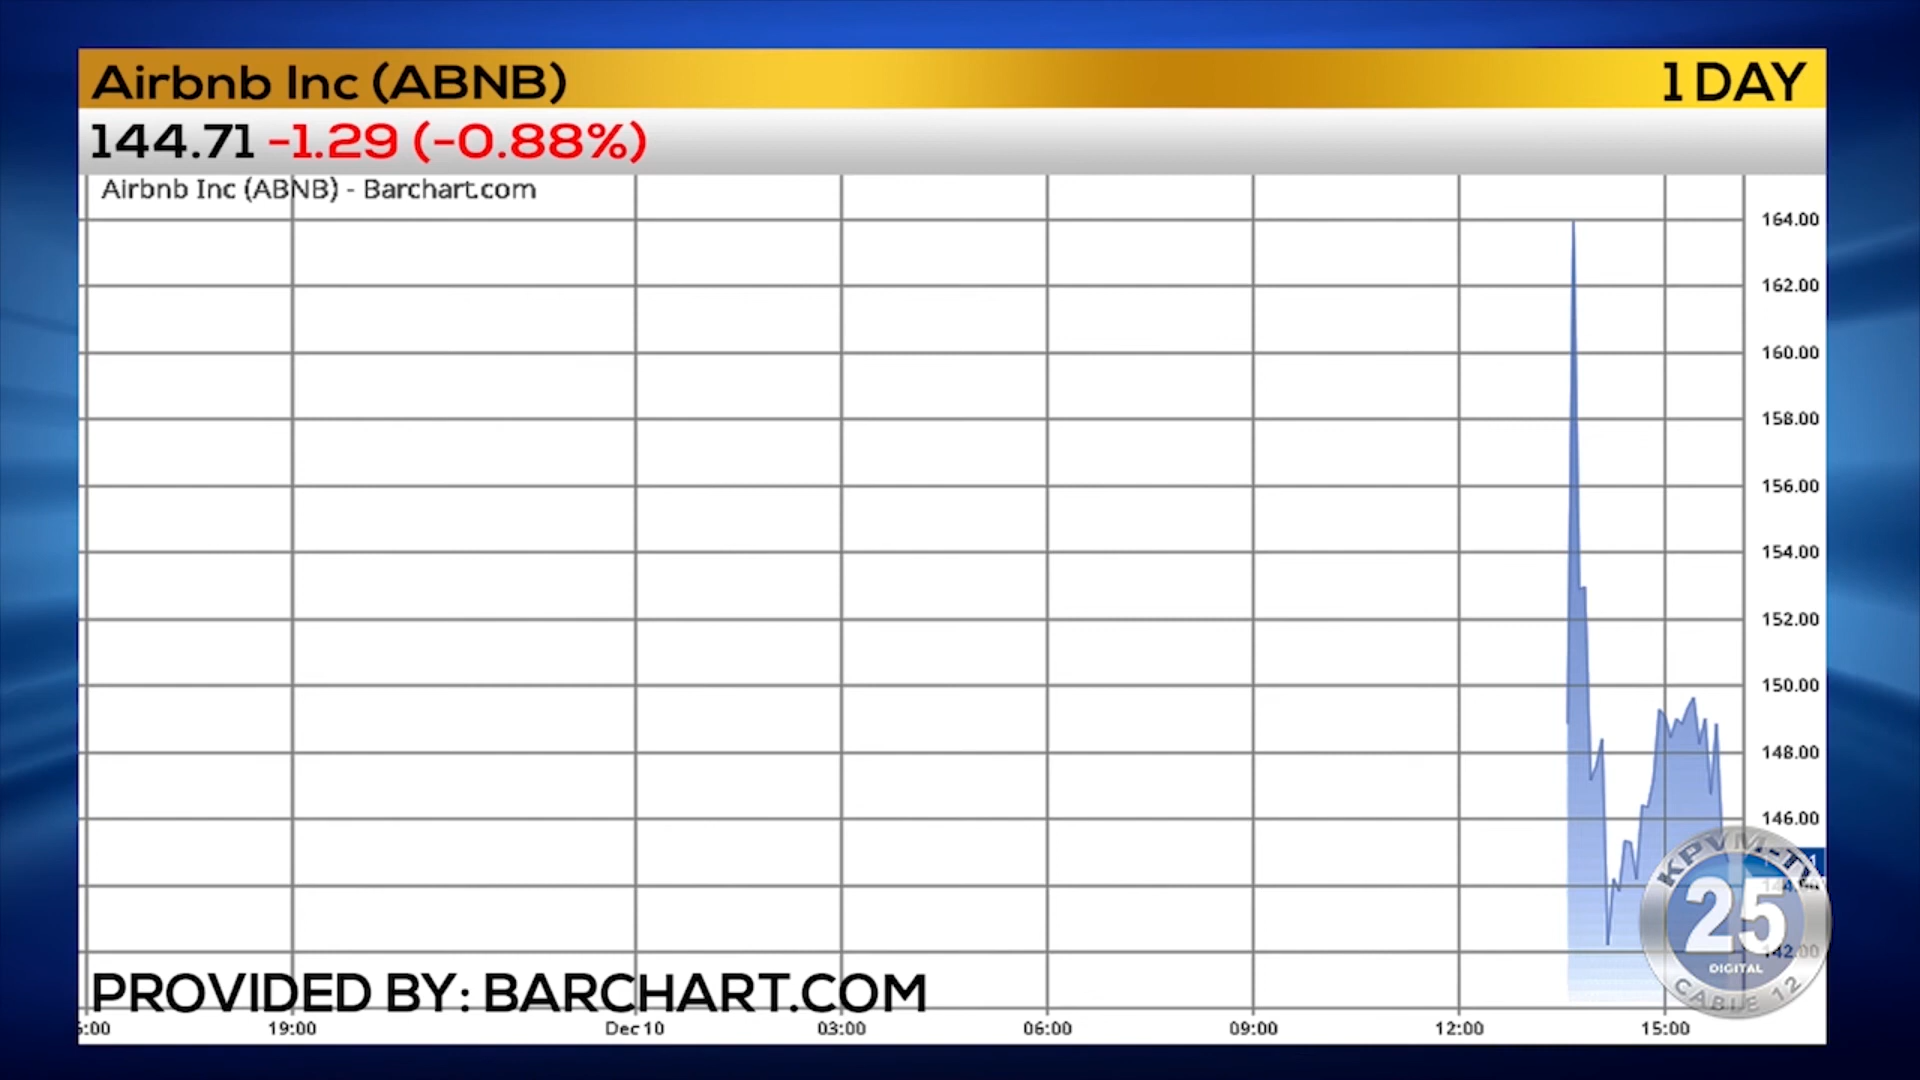 Airbnb Inc (ABNB) 1 DAY
144.71 -1.29 (-0.88%)
Airbnb Inc (ABNB) - Barchart.com
164.00
162.00
160.00
158.00
156.00
154.00
152.00
150.00
148.00
146.00
KPVM-TV
25
DIGITAL
CABLE 12
142.00
PROVIDED BY: BARCHART.COM
:00 19:00 Dec 10 03:00 06:00 09:00 12:00 15:00